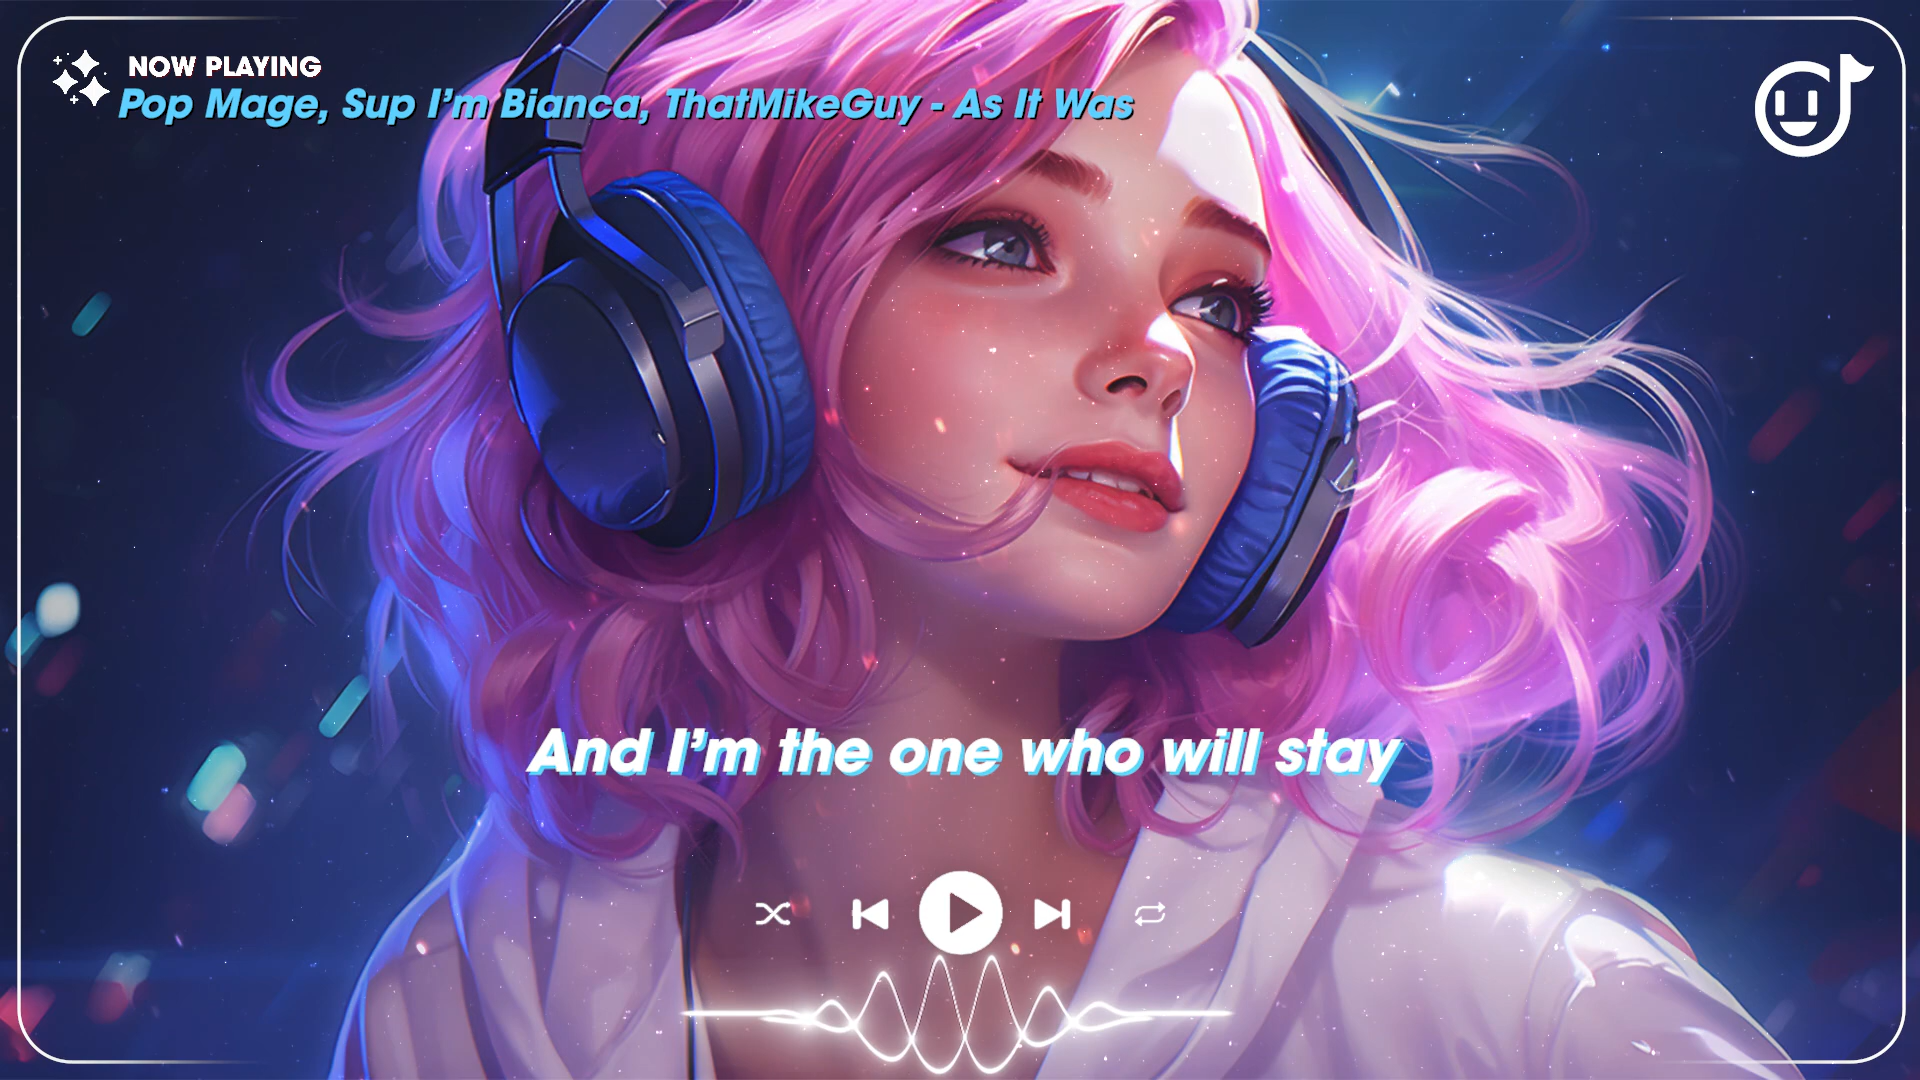 NOW PLAYING
Pop Mage, Sup I’m Bianca, ThatMikeGuy - As It Was
And I’m the one who will stay